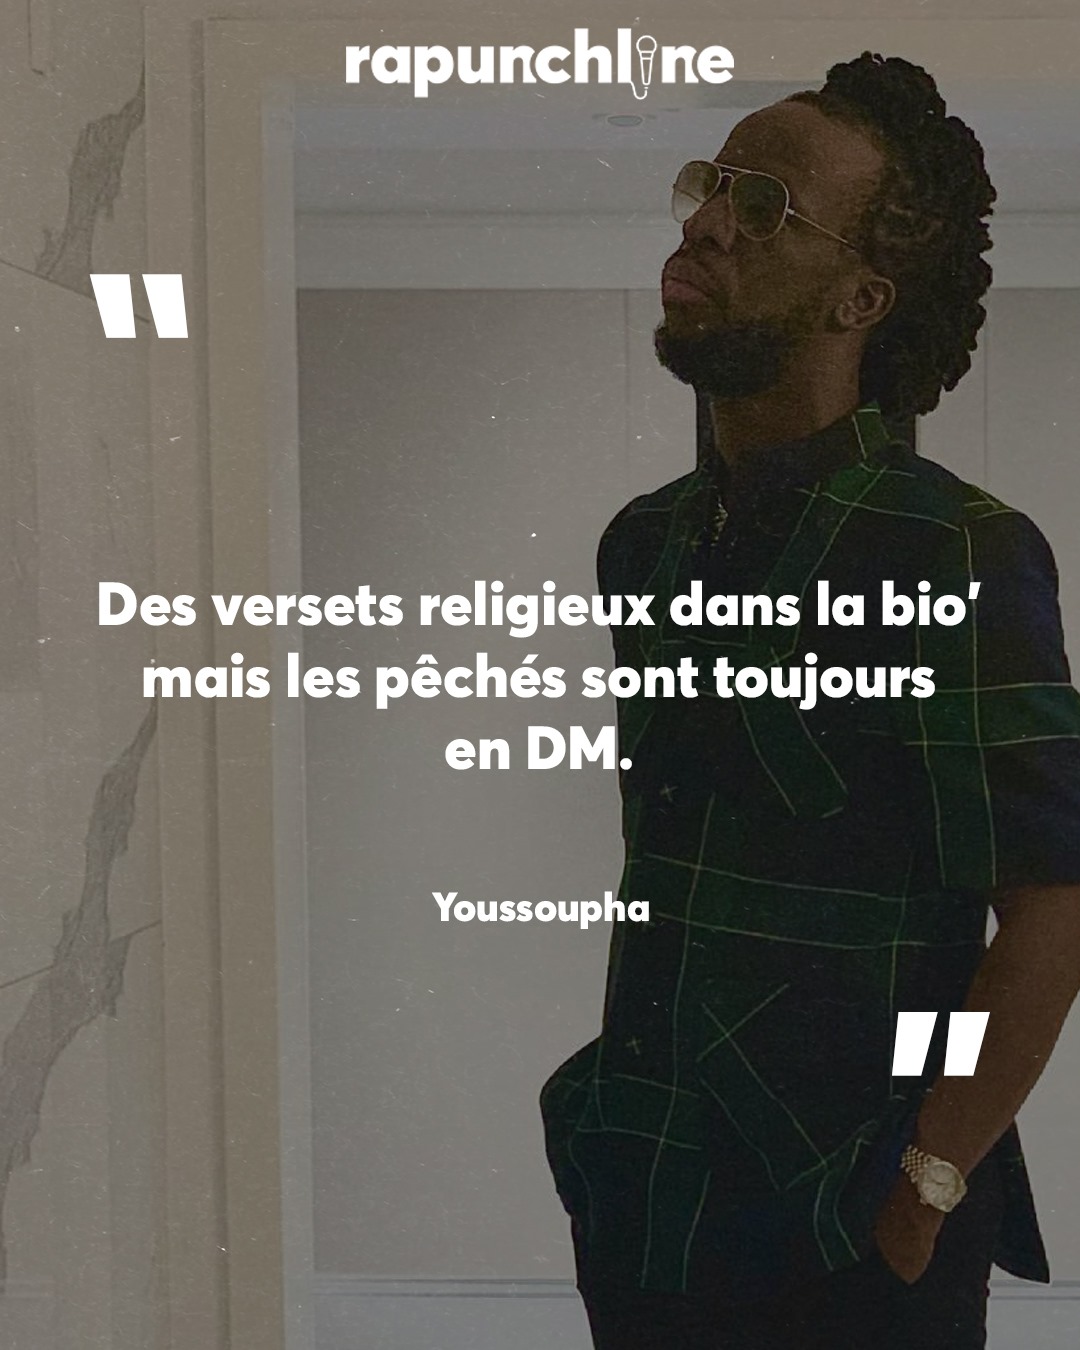 rapunchline
"
Des versets religieux dans la bio'
mais les pêchés sont toujours
en DM.
Youssoupha
"